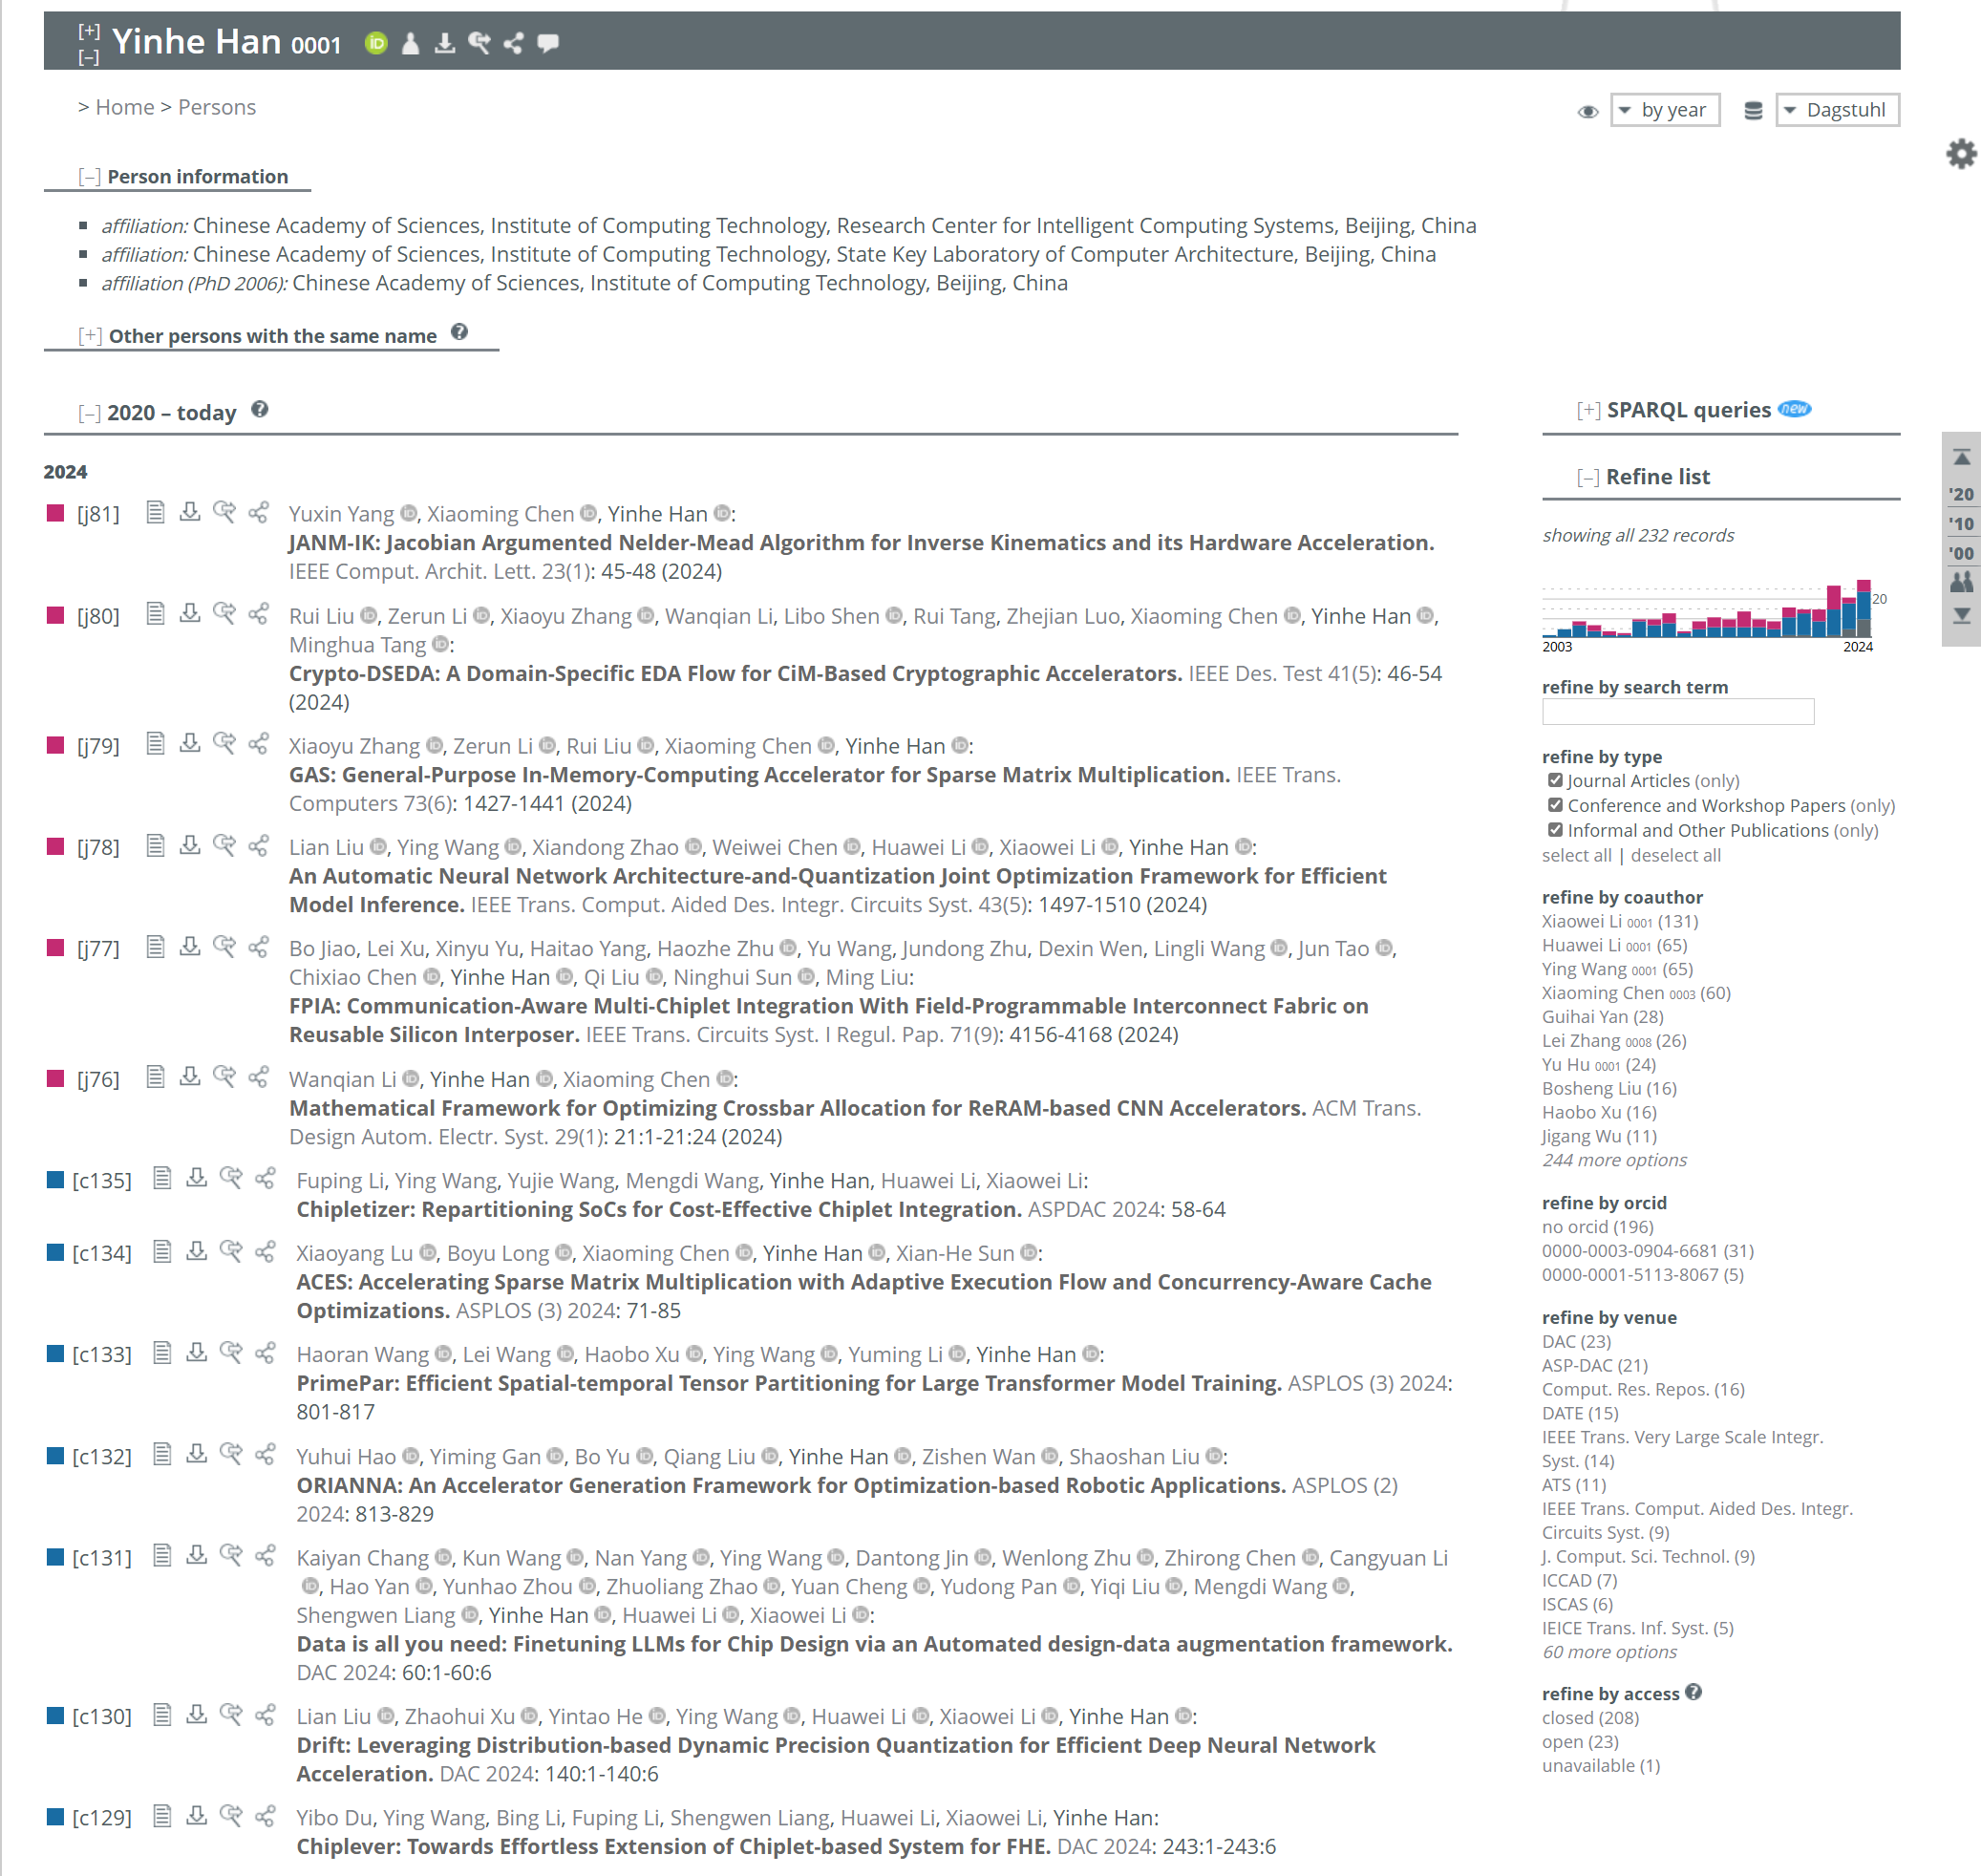 [+]
[–]
Yinhe Han 0001
> Home > Persons
by year
Dagstuhl
[–] Person information
affiliation: Chinese Academy of Sciences, Institute of Computing Technology, Research Center for Intelligent Computing Systems, Beijing, China
affiliation: Chinese Academy of Sciences, Institute of Computing Technology, State Key Laboratory of Computer Architecture, Beijing, China
affiliation (PhD 2006): Chinese Academy of Sciences, Institute of Computing Technology, Beijing, China
[+] Other persons with the same name ?
[–] 2020 – today ?
2024
[j81] Yuxin Yang, Xiaoming Chen, Yinhe Han:
JANM-IK: Jacobian Argumented Nelder-Mead Algorithm for Inverse Kinematics and its Hardware Acceleration.
IEEE Comput. Archit. Lett. 23(1): 45-48 (2024)
[j80] Rui Liu, Zerun Li, Xiaoyu Zhang, Wanqian Li, Libo Shen, Rui Tang, Zhejian Luo, Xiaoming Chen, Yinhe Han,
Minghua Tang:
Crypto-DSEDA: A Domain-Specific EDA Flow for CiM-Based Cryptographic Accelerators. IEEE Des. Test 41(5): 46-54
(2024)
[j79] Xiaoyu Zhang, Zerun Li, Rui Liu, Xiaoming Chen, Yinhe Han:
GAS: General-Purpose In-Memory-Computing Accelerator for Sparse Matrix Multiplication. IEEE Trans.
Computers 73(6): 1427-1441 (2024)
[j78] Lian Liu, Ying Wang, Xiandong Zhao, Weiwei Chen, Huawei Li, Xiaowei Li, Yinhe Han:
An Automatic Neural Network Architecture-and-Quantization Joint Optimization Framework for Efficient
Model Inference. IEEE Trans. Comput. Aided Des. Integr. Circuits Syst. 43(5): 1497-1510 (2024)
[j77] Bo Jiao, Lei Xu, Xinyu Yu, Haitao Yang, Haozhe Zhu, Yu Wang, Jundong Zhu, Dexin Wen, Lingli Wang, Jun Tao,
Chixiao Chen, Yinhe Han, Qi Liu, Ninghui Sun, Ming Liu:
FPIA: Communication-Aware Multi-Chiplet Integration With Field-Programmable Interconnect Fabric on
Reusable Silicon Interposer. IEEE Trans. Circuits Syst. I Regul. Pap. 71(9): 4156-4168 (2024)
[j76] Wanqian Li, Yinhe Han, Xiaoming Chen:
Mathematical Framework for Optimizing Crossbar Allocation for ReRAM-based CNN Accelerators. ACM Trans.
Design Autom. Electr. Syst. 29(1): 21:1-21:24 (2024)
[c135] Fuping Li, Ying Wang, Yujie Wang, Mengdi Wang, Yinhe Han, Huawei Li, Xiaowei Li:
Chipletizer: Repartitioning SoCs for Cost-Effective Chiplet Integration. ASPDAC 2024: 58-64
[c134] Xiaoyang Lu, Boyu Long, Xiaoming Chen, Yinhe Han, Xian-He Sun:
ACES: Accelerating Sparse Matrix Multiplication with Adaptive Execution Flow and Concurrency-Aware Cache
Optimizations. ASPLOS (3) 2024: 71-85
[c133] Haoran Wang, Lei Wang, Haobo Xu, Ying Wang, Yuming Li, Yinhe Han:
PrimePar: Efficient Spatial-temporal Tensor Partitioning for Large Transformer Model Training. ASPLOS (3) 2024:
801-817
[c132] Yuhui Hao, Yiming Gan, Bo Yu, Qiang Liu, Yinhe Han, Zishen Wan, Shaoshan Liu:
ORIANNA: An Accelerator Generation Framework for Optimization-based Robotic Applications. ASPLOS (2)
2024: 813-829
[c131] Kaiyan Chang, Kun Wang, Nan Yang, Ying Wang, Dantong Jin, Wenlong Zhu, Zhirong Chen, Cangyuan Li
, Hao Yan, Yunhao Zhou, Zhuoliang Zhao, Yuan Cheng, Yudong Pan, Yiqi Liu, Mengdi Wang,
Shengwen Liang, Yinhe Han, Huawei Li, Xiaowei Li:
Data is all you need: Finetuning LLMs for Chip Design via an Automated design-data augmentation framework.
DAC 2024: 60:1-60:6
[c130] Lian Liu, Zhaohui Xu, Yintao He, Ying Wang, Huawei Li, Xiaowei Li, Yinhe Han:
Drift: Leveraging Distribution-based Dynamic Precision Quantization for Efficient Deep Neural Network
Acceleration. DAC 2024: 140:1-140:6
[c129] Yibo Du, Ying Wang, Bing Li, Fuping Li, Shengwen Liang, Huawei Li, Xiaowei Li, Yinhe Han:
Chiplever: Towards Effortless Extension of Chiplet-based System for FHE. DAC 2024: 243:1-243:6
[+] SPARQL queries new
[–] Refine list
showing all 232 records
20
2003 2024
refine by search term
refine by type
Journal Articles (only)
Conference and Workshop Papers (only)
Informal and Other Publications (only)
select all | deselect all
refine by coauthor
Xiaowei Li 0001 (131)
Huawei Li 0001 (65)
Ying Wang 0001 (65)
Xiaoming Chen 0003 (60)
Guihai Yan (28)
Lei Zhang 0008 (26)
Yu Hu 0001 (24)
Bosheng Liu (16)
Haobo Xu (16)
Jigang Wu (11)
244 more options
refine by orcid
no orcid (196)
0000-0003-0904-6681 (31)
0000-0001-5113-8067 (5)
refine by venue
DAC (23)
ASP-DAC (21)
Comput. Res. Repos. (16)
DATE (15)
IEEE Trans. Very Large Scale Integr.
Syst. (14)
ATS (11)
IEEE Trans. Comput. Aided Des. Integr.
Circuits Syst. (9)
J. Comput. Sci. Technol. (9)
ICCAD (7)
ISCAS (6)
IEICE Trans. Inf. Syst. (5)
60 more options
refine by access ?
closed (208)
open (23)
unavailable (1)
'20
'10
'00